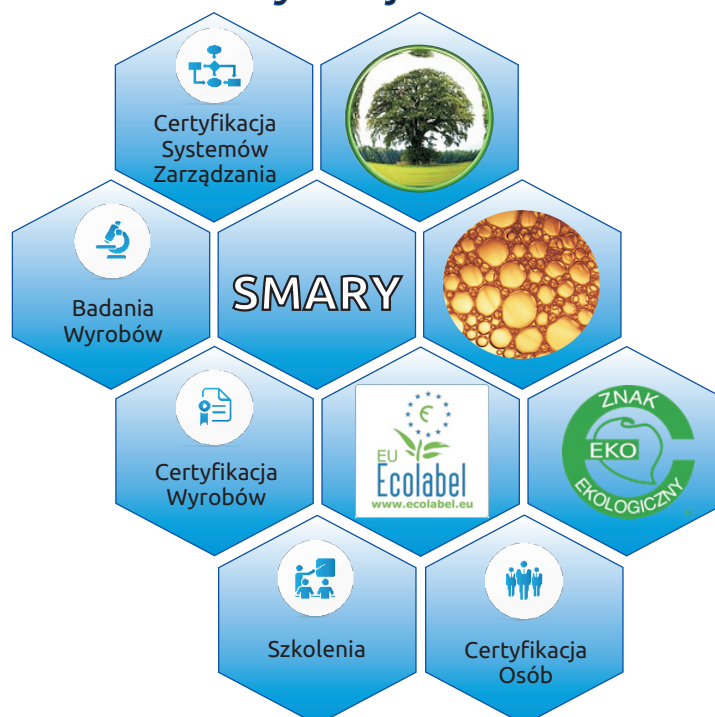 Certyfikacja
Systemów
Zarządzania
Badania
Wyrobów
SMARY
Certyfikacja
Wyrobów
EU
Ecolabel
www.ecolabel.eu
ZNAK
EKO
EKOLOGICZNY
Szkolenia
Certyfikacja
Osób